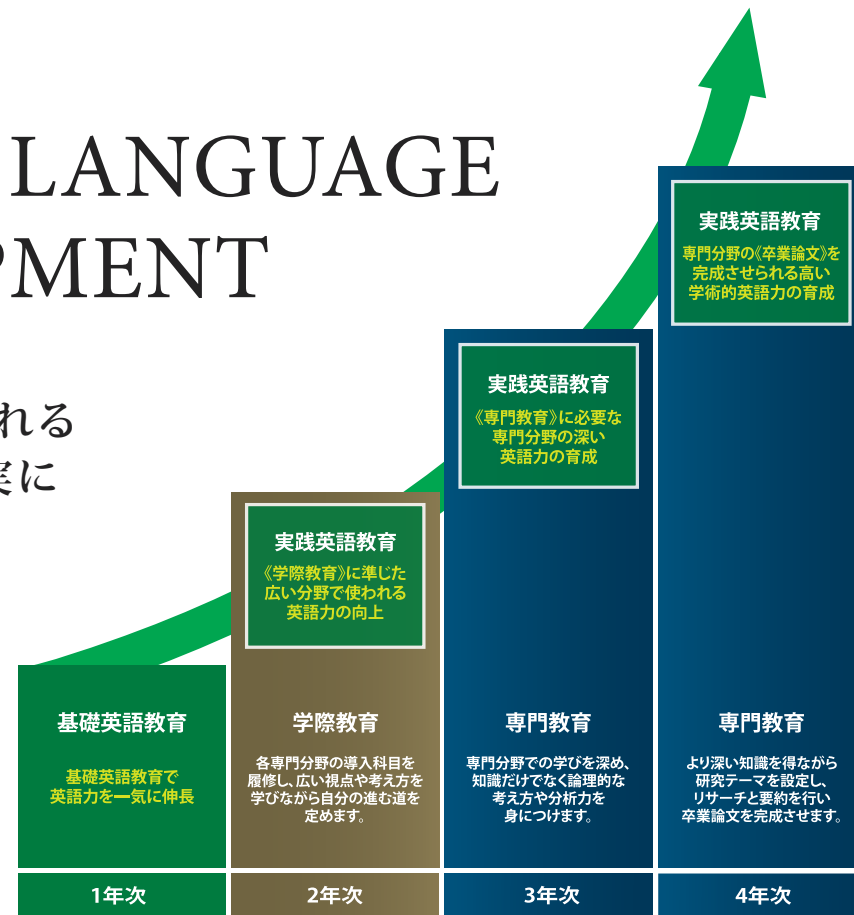 LANGUAGE
PMENT
れる
実に
実践英語教育
専門分野の《卒業論文》を
完成させられる高い
学術的英語力の育成
実践英語教育
《専門教育》に必要な
専門分野の深い
英語力の育成
実践英語教育
《学際教育》に準じた
広い分野で使われる
英語力の向上
基礎英語教育
基礎英語教育で
英語力を一気に伸長
学際教育
各専門分野の導入科目を
履修し、広い視点や考え方を
学びながら自分の進む道を
定めます。
専門教育
専門分野での学びを深め、
知識だけでなく論理的な
考え方や分析力を
身につけます。
専門教育
より深い知識を得ながら
研究テーマを設定し、
リサーチと要約を行い
卒業論文を完成させます。
1年次
2年次
3年次
4年次